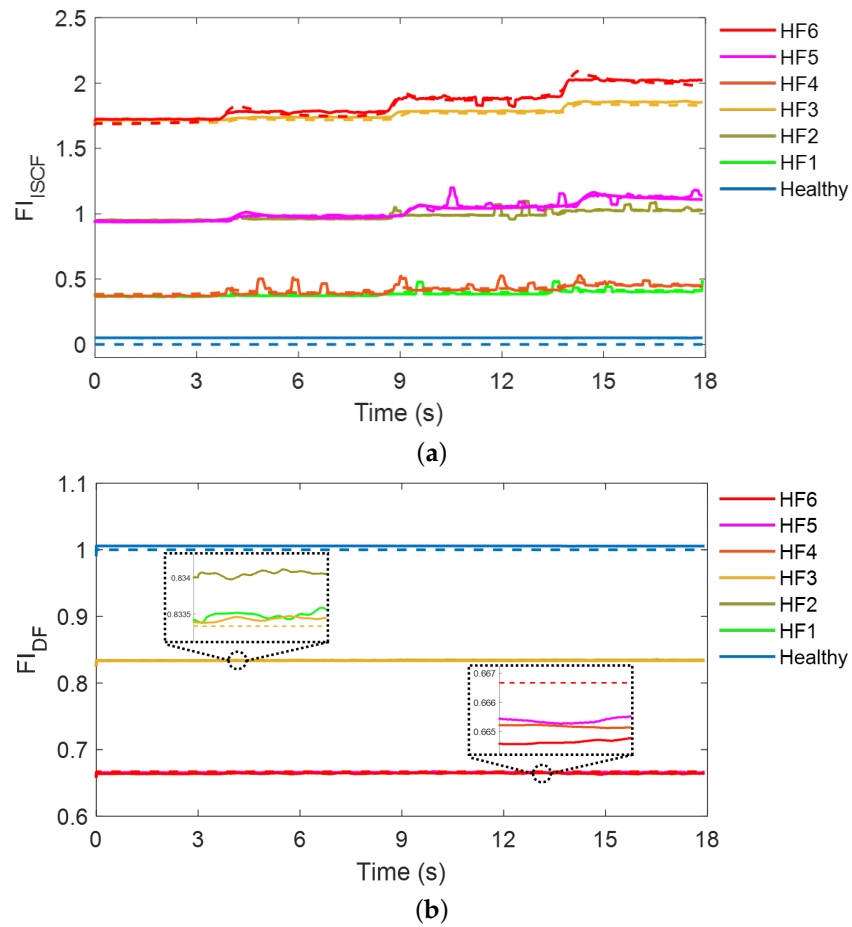 2.5
2
1.5
1
0.5
0
FI_ISCF
0 3 6 9 12 15 18
Time (s)
HF6
HF5
HF4
HF3
HF2
HF1
Healthy
(a)
1.1
1
0.9
0.8
0.7
0.6
FI_DF
0.834
0.8335
0.667
0.666
0.665
0 3 6 9 12 15 18
Time (s)
HF6
HF5
HF4
HF3
HF2
HF1
Healthy
(b)